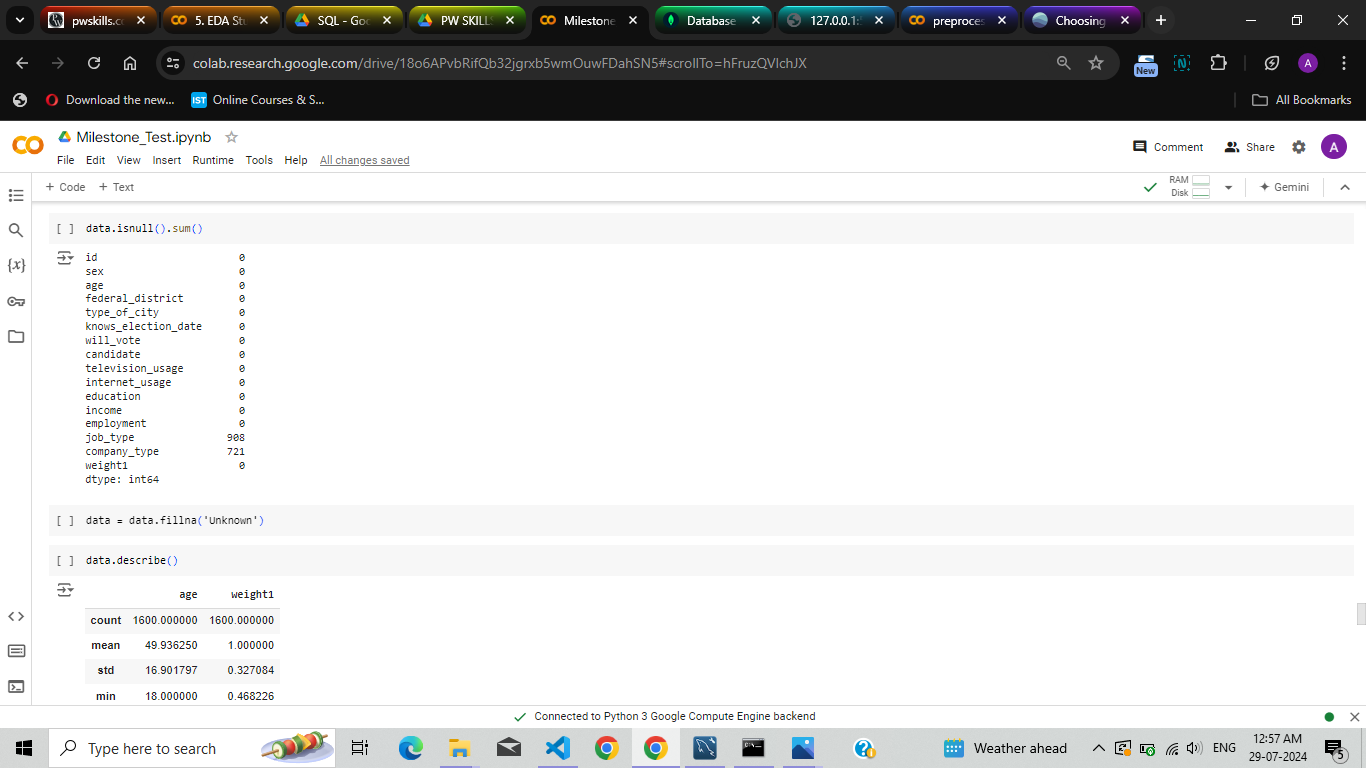 pwskills.c
5. EDA St
SQL - Goo
PW SKILL
Milestone
Database
127.0.0.1:
preproces
Choosing
colab.research.google.com/drive/18o6APvbRifQb32jgrxb5wmOuwFDahSN5#scrollTo=hFruzQVlchJX
New
A
Download the new...
IST
Online Courses & S...
All Bookmarks
Milestone_Test.ipynb
Comment
Share
A
File Edit View Insert Runtime Tools Help All changes saved
+ Code + Text
RAM
Disk
Gemini
[ ] data.isnull().sum()
id 0
sex 0
age 0
federal_district 0
type_of_city 0
knows_election_date 0
will_vote 0
candidate 0
television_usage 0
internet_usage 0
education 0
income 0
employment 0
job_type 908
company_type 721
weight1 0
dtype: int64
[ ] data = data.fillna('Unknown')
[ ] data.describe()
age weight1
count 1600.000000 1600.000000
mean 49.936250 1.000000
std 16.901797 0.327084
min 18.000000 0.468226
{x}
Connected to Python 3 Google Compute Engine backend
Type here to search
Weather ahead
ENG
12:57 AM
29-07-2024
5